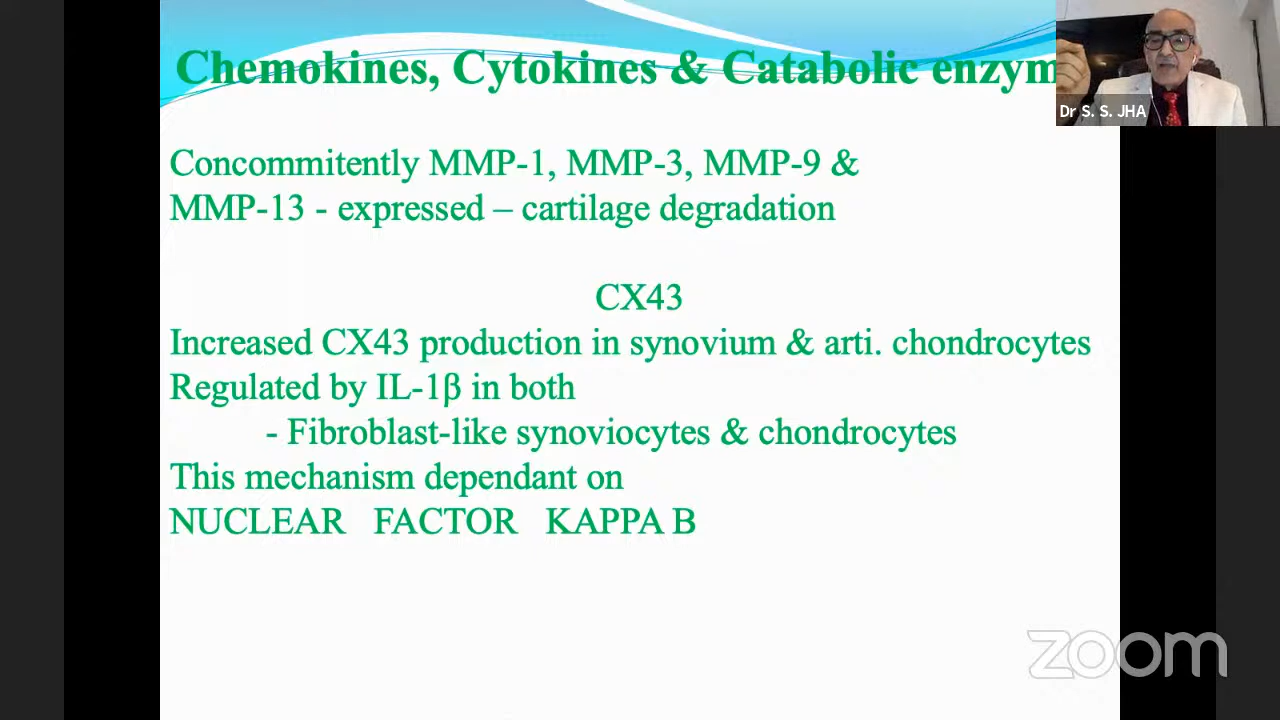 Chemokines, Cytokines & Catabolic enzym
Dr S. S. JHA
Concommitently MMP-1, MMP-3, MMP-9 &
MMP-13 - expressed – cartilage degradation
CX43
Increased CX43 production in synovium & arti. chondrocytes
Regulated by IL-1β in both
- Fibroblast-like synoviocytes & chondrocytes
This mechanism dependant on
NUCLEAR FACTOR KAPPA B
zoom